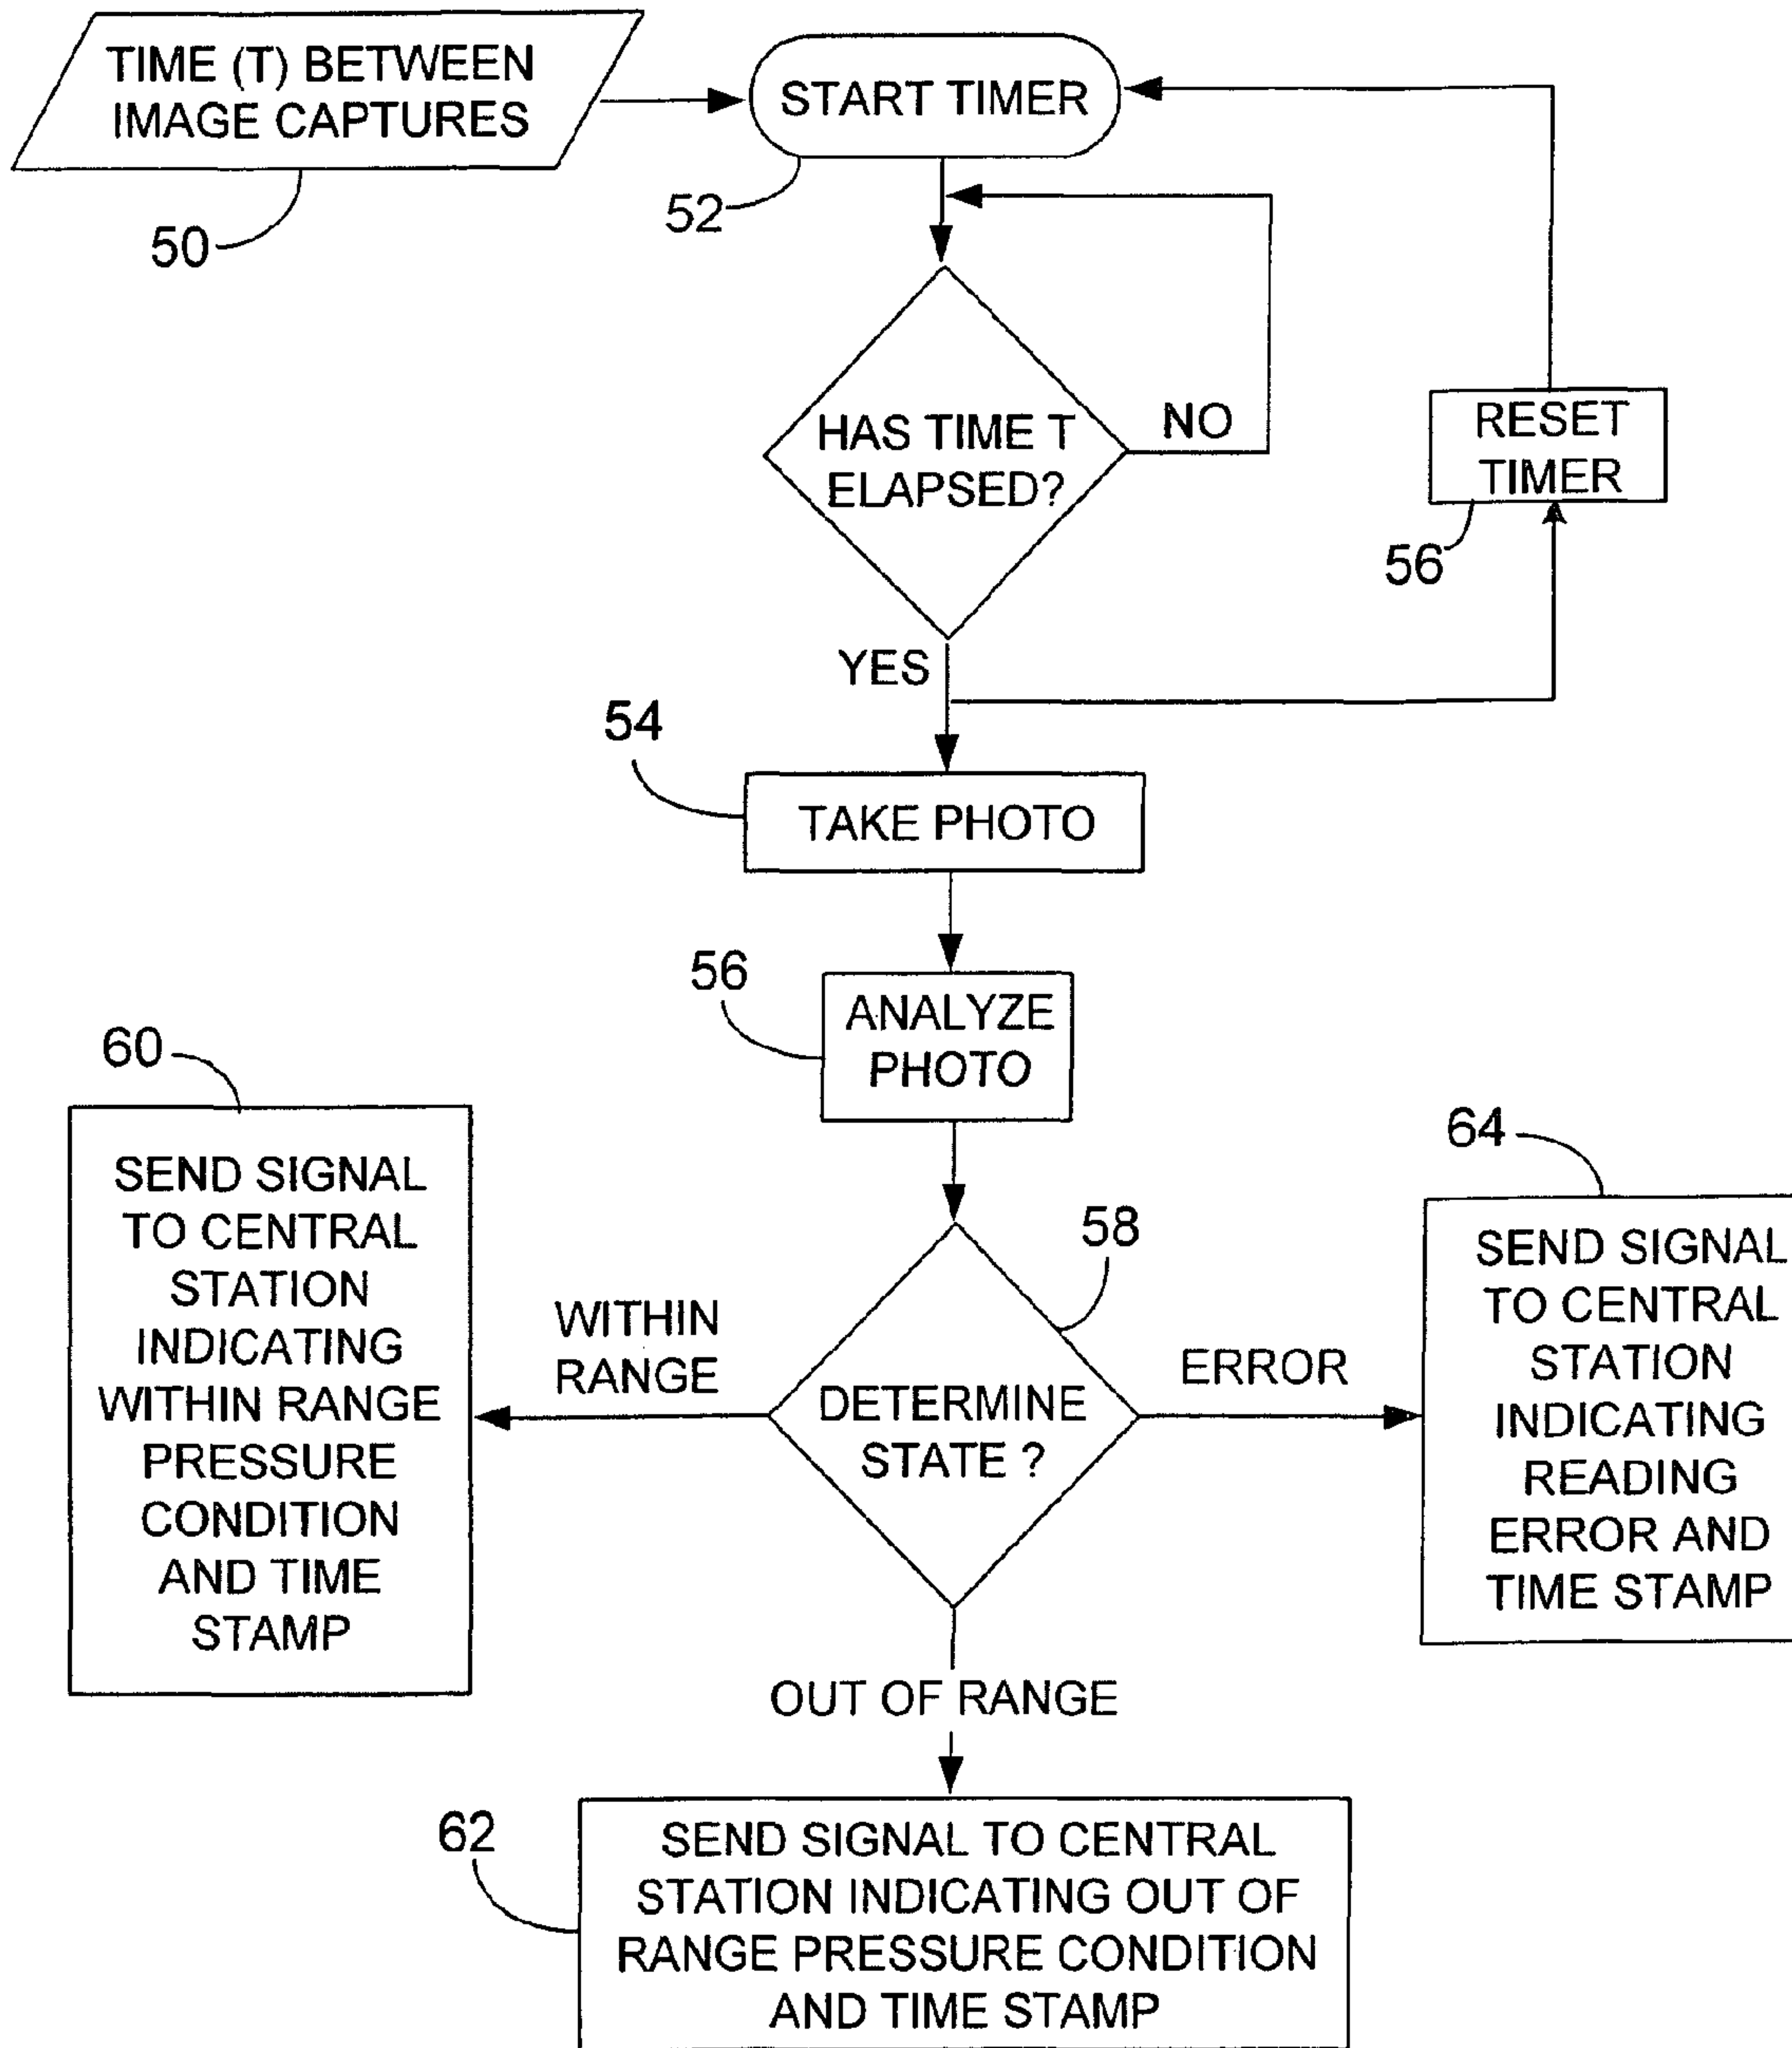 TIME (T) BETWEEN
IMAGE CAPTURES
50
START TIMER
52
HAS TIME T
ELAPSED?
NO
RESET
TIMER
56
YES
54
TAKE PHOTO
56
ANALYZE
PHOTO
60
SEND SIGNAL
TO CENTRAL
STATION
INDICATING
WITHIN RANGE
PRESSURE
CONDITION
AND TIME
STAMP
WITHIN
RANGE
58
DETERMINE
STATE ?
ERROR
64
SEND SIGNAL
TO CENTRAL
STATION
INDICATING
READING
ERROR AND
TIME STAMP
OUT OF RANGE
62
SEND SIGNAL TO CENTRAL
STATION INDICATING OUT OF
RANGE PRESSURE CONDITION
AND TIME STAMP